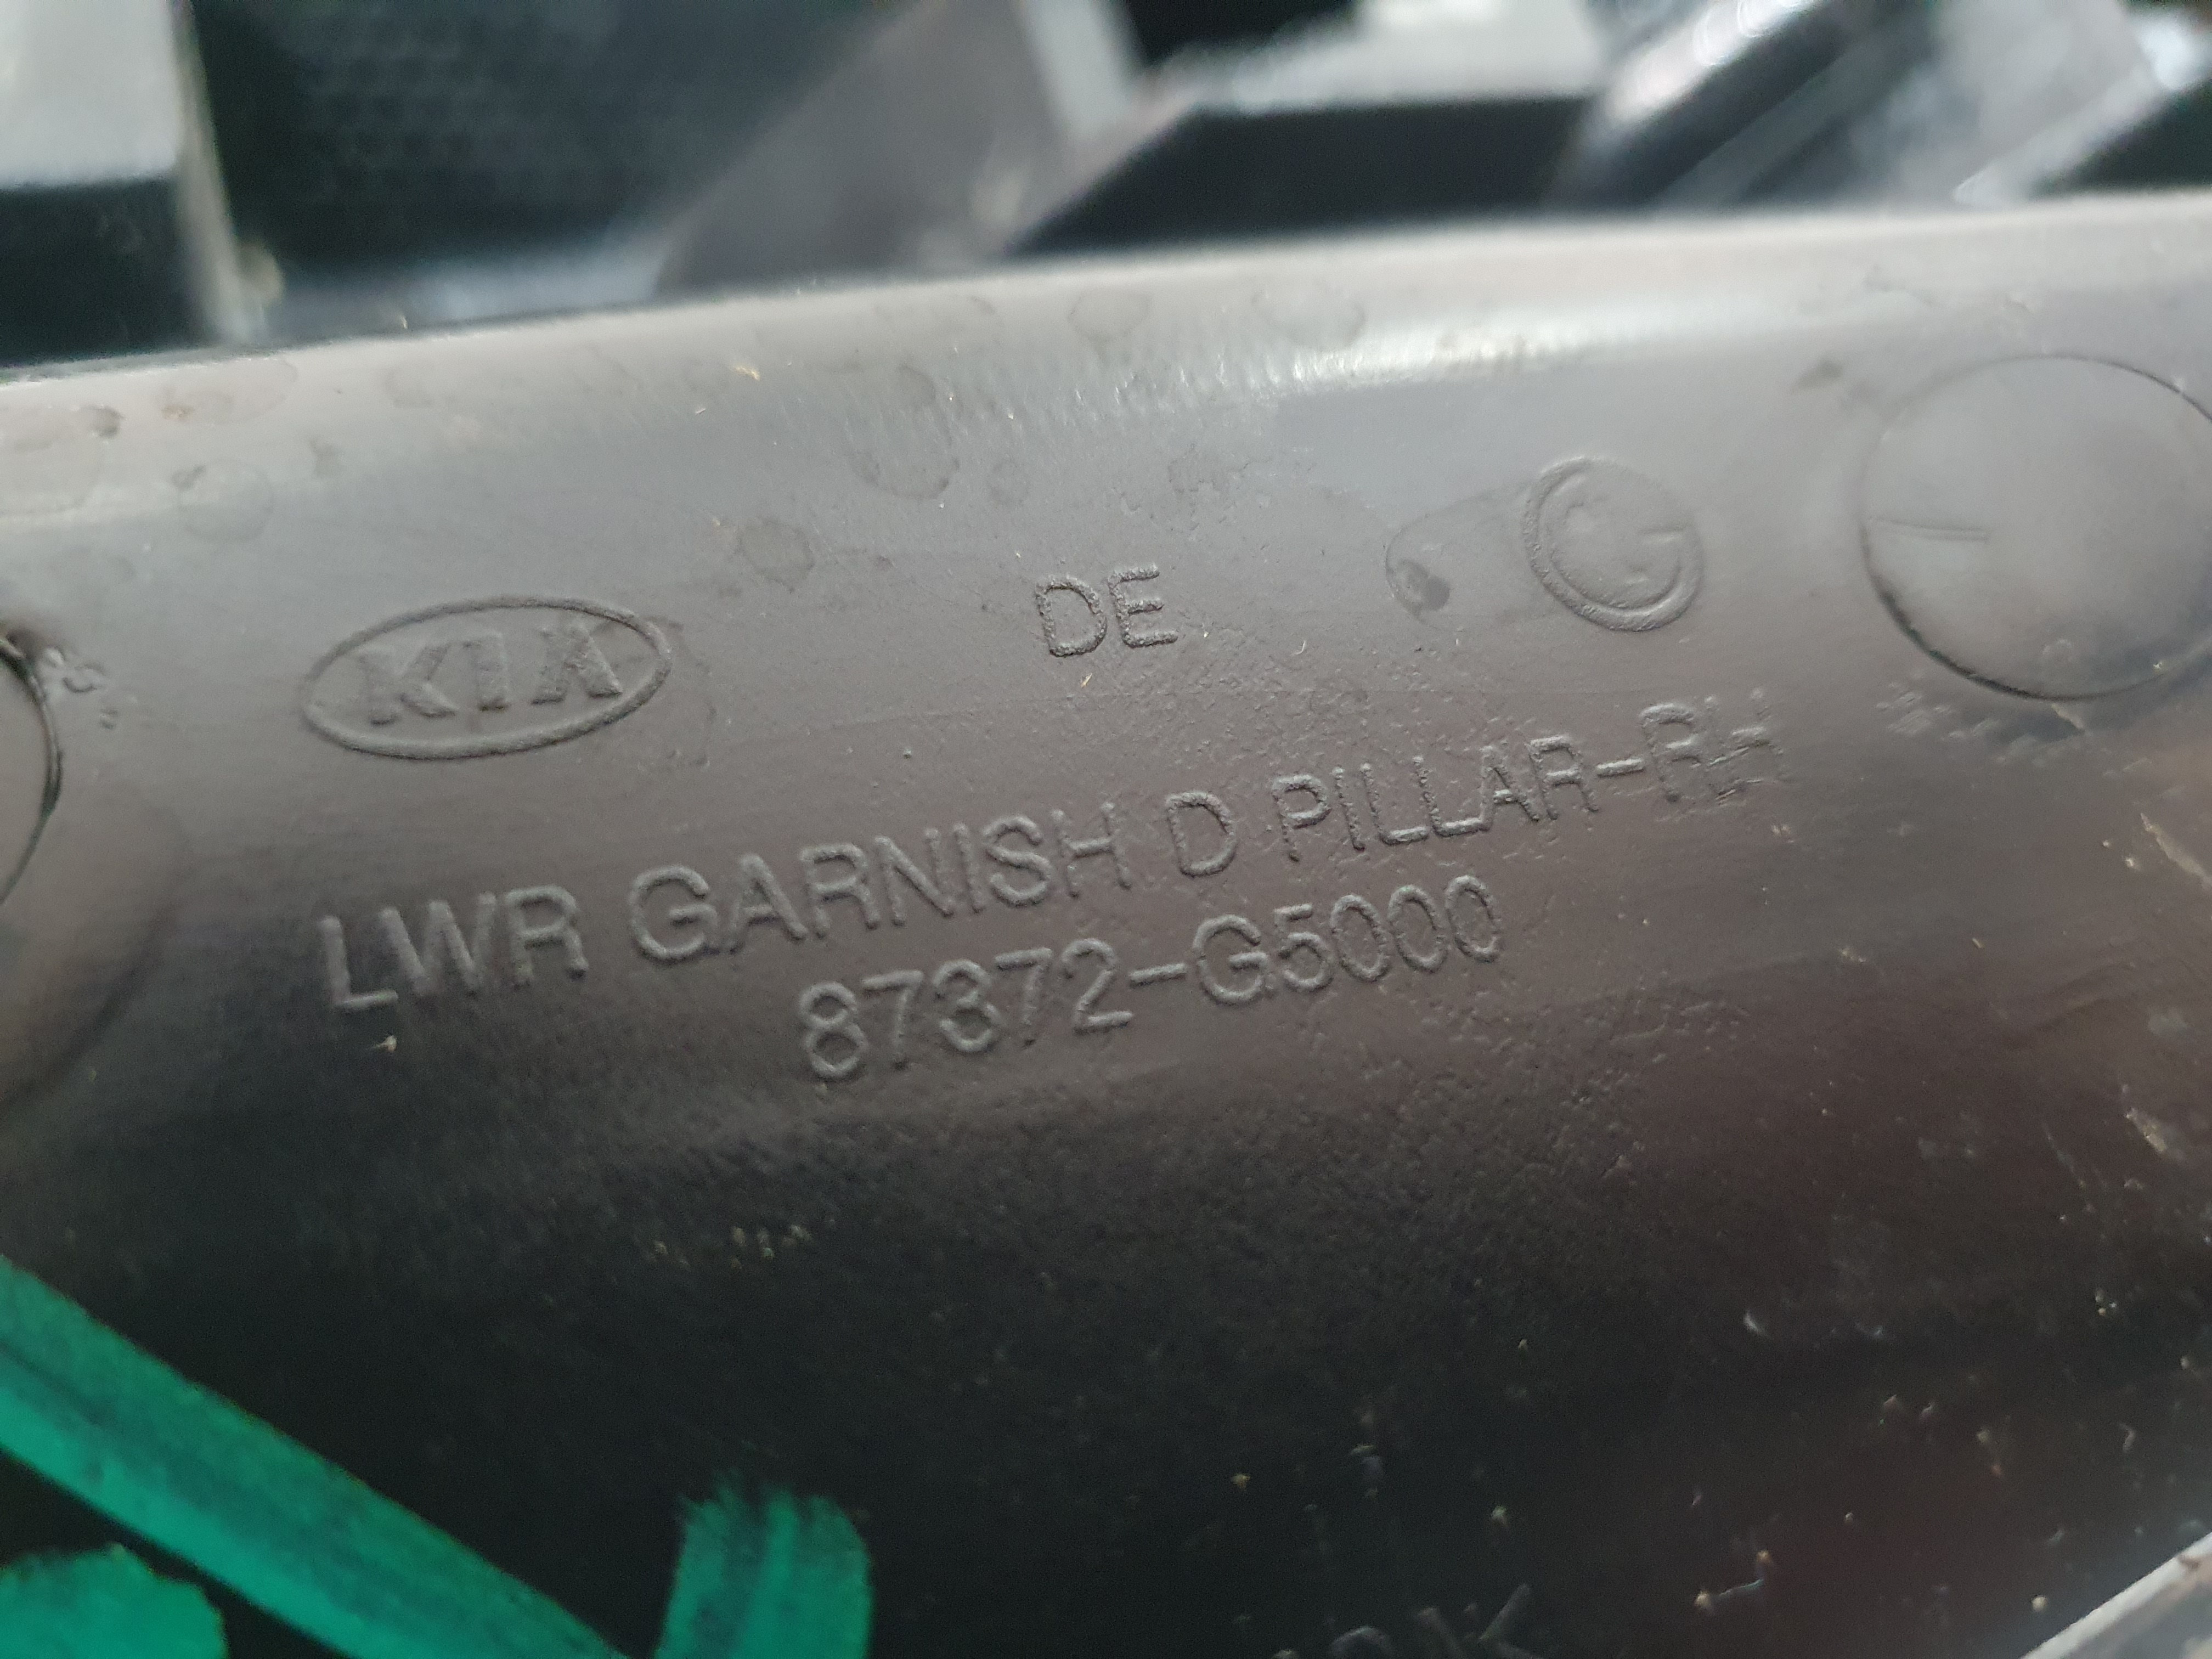 KIA
DE
G
LWR GARNISH D PILLAR-RH
87372-G5000